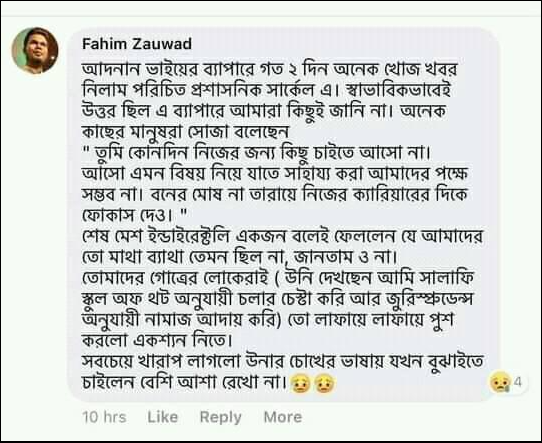 Fahim Zauwad
আদনান ভাইয়ের ব্যাপারে গত ২ দিন অনেক খোজ খবর
নিলাম পরিচিত প্রশাসনিক সার্কেল এ। স্বাভাবিকভাবেই
উত্তর ছিল এ ব্যাপারে আমারা কিছুই জানি না। অনেক
কাছের মানুষরা সোজা বলেছেন
" তুমি কোনদিন নিজের জন্য কিছু চাইতে আসো না।
আসো এমন বিষয় নিয়ে যাতে সাহায্য করা আমাদের পক্ষে
সম্ভব না। বনের মোষ না তারায়ে নিজের ক্যারিয়ারের দিকে
ফোকাস দেও। "
শেষ মেশ ইন্ডাইরেক্টলি একজন বলেই ফেললেন যে আমাদের
তো মাথা ব্যাথা তেমন ছিল না, জানতাম ও না।
তোমাদের গোত্রের লোকেরাই ( উনি দেখছেন আমি সালাফি
স্কুল অফ থট অনুযায়ী চলার চেস্টা করি আর জুরিস্প্রুডেন্স
অনুযায়ী নামাজ আদায় করি) তো লাফায়ে লাফায়ে পুশ
করলো একশ্যন নিতে।
সবচেয়ে খারাপ লাগলো উনার চোখের ভাষায় যখন বুঝাইতে
চাইলেন বেশি আশা রেখো না। 😥😥
4
10 hrs Like Reply More